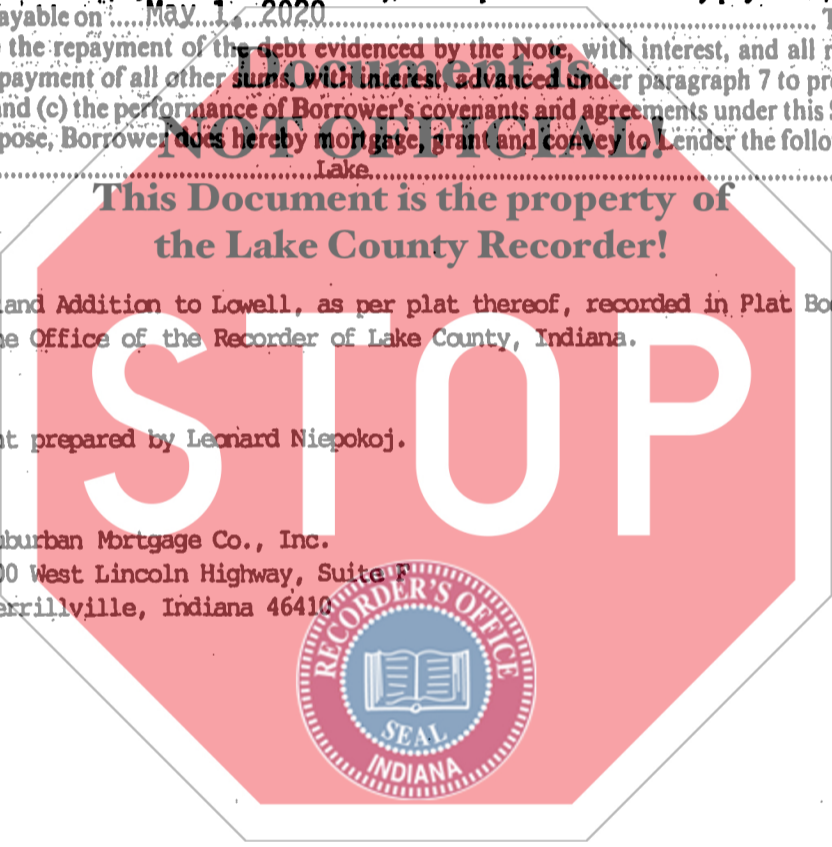 ayable on May 1, 2020
the repayment of the debt evidenced by the Note, with interest, and all
payment of all other sums, with interest, advanced under paragraph 7 to pr
Document is
nd (c) the performance of Borrower's covenants and agreements under this
NOT OFFICIAL!
pose, Borrower does hereby mortgage, grant and convey to Lender the follo
Lake
This Document is the property of
the Lake County Recorder!
and Addition to Lowell, as per plat thereof, recorded in Plat Bo
e Office of the Recorder of Lake County, Indiana.
STOP
t prepared by Leonard Niepokoj.
burban Mortgage Co., Inc.
0 West Lincoln Highway, Suite F
errillville, Indiana 46410
RECORDER'S OFFICE
SEAL
INDIANA